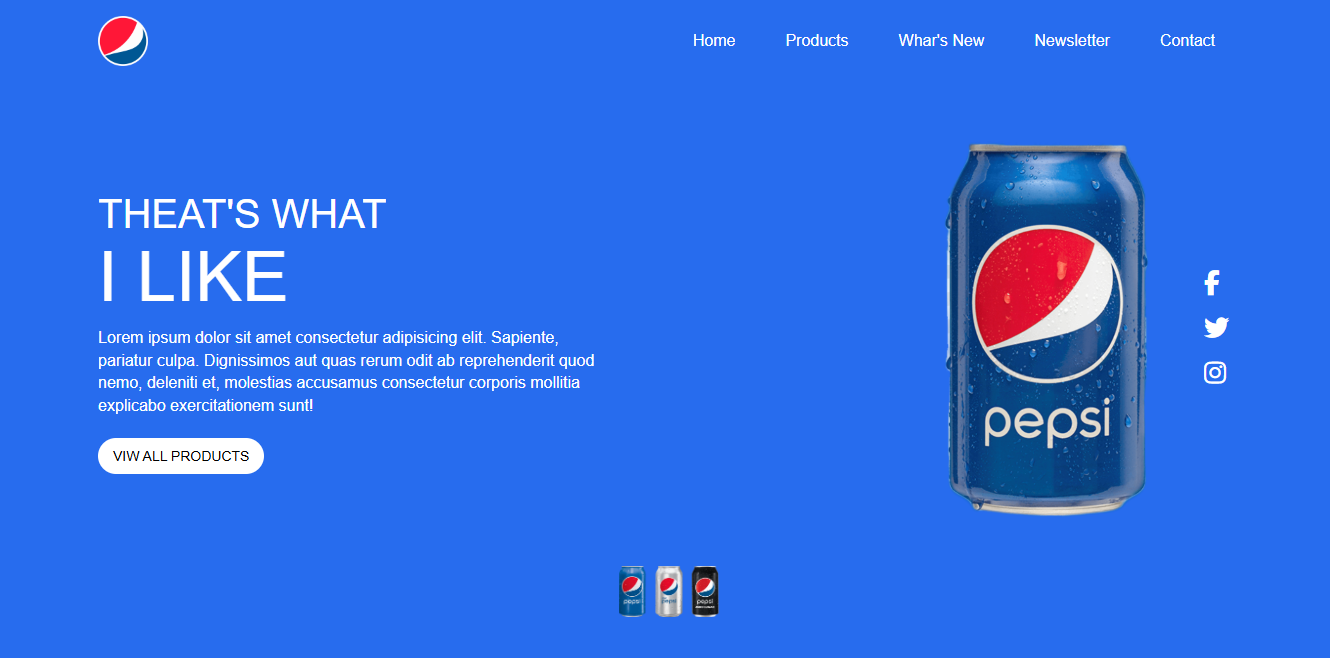 Home Products Whar's New Newsletter Contact
THEAT'S WHAT
I LIKE
Lorem ipsum dolor sit amet consectetur adipisicing elit. Sapiente,
pariatur culpa. Dignissimos aut quas rerum odit ab reprehenderit quod
nemo, deleniti et, molestias accusamus consectetur corporis mollitia
explicabo exercitationem sunt!
VIW ALL PRODUCTS
pepsi
pepsi pepsi pepsi